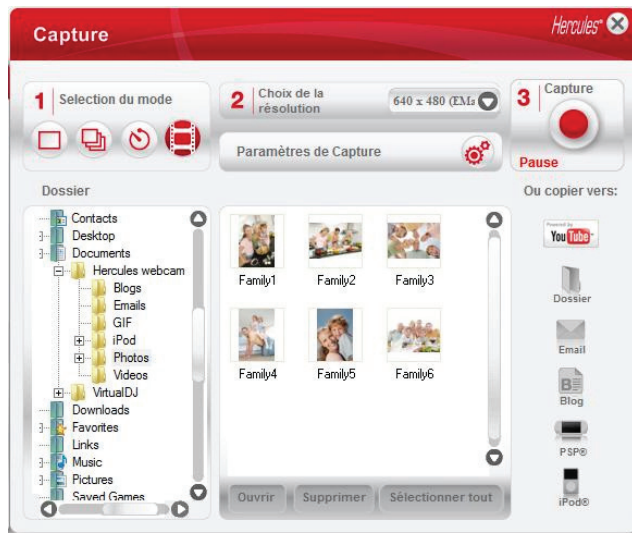 Capture
Hercules
1 Selection du mode
2 Choix de la résolution
640 x 480 (EMa
Paramètres de Capture
3 Capture
Pause
Dossier
Contacts
Desktop
Documents
Hercules webcam
Blogs
Emails
GIF
iPod
Photos
Videos
VirtualDJ
Downloads
Favorites
Links
Music
Pictures
Saved Games
Family1 Family2 Family3
Family4 Family5 Family6
Ouvrir Supprimer Sélectionner tout
Ou copier vers:
Powered by
YouTube
Dossier
Email
B
Blog
PSP®
iPod®